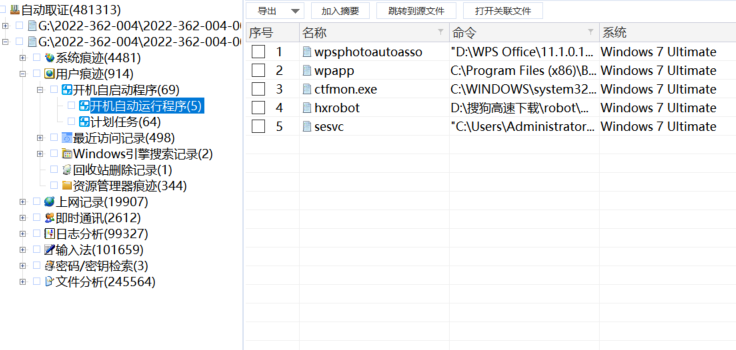 自动取证(481313)
G:\2022-362-004\2022-362-004-00
G:\2022-362-004\2022-362-004-00
系统痕迹(4481)
用户痕迹(914)
开机自启动程序(69)
开机自动运行程序(5)
计划任务(64)
最近访问记录(498)
Windows引擎搜索记录(2)
回收站删除记录(1)
资源管理器痕迹(344)
上网记录(19907)
即时通讯(2612)
日志分析(99327)
输入法(101659)
密码/密钥检索(3)
文件分析(245564)
导出 加入摘要 跳转到源文件 打开关联文件
序号 名称 命令 系统
1 wpsphotoautoasso "D:\WPS Office\11.1.0.1... Windows 7 Ultimate
2 wpapp C:\Program Files (x86)\B... Windows 7 Ultimate
3 ctfmon.exe C:\WINDOWS\system32... Windows 7 Ultimate
4 hxrobot D:\搜狗高速下载\robot\... Windows 7 Ultimate
5 sesvc "C:\Users\Administrator... Windows 7 Ultimate